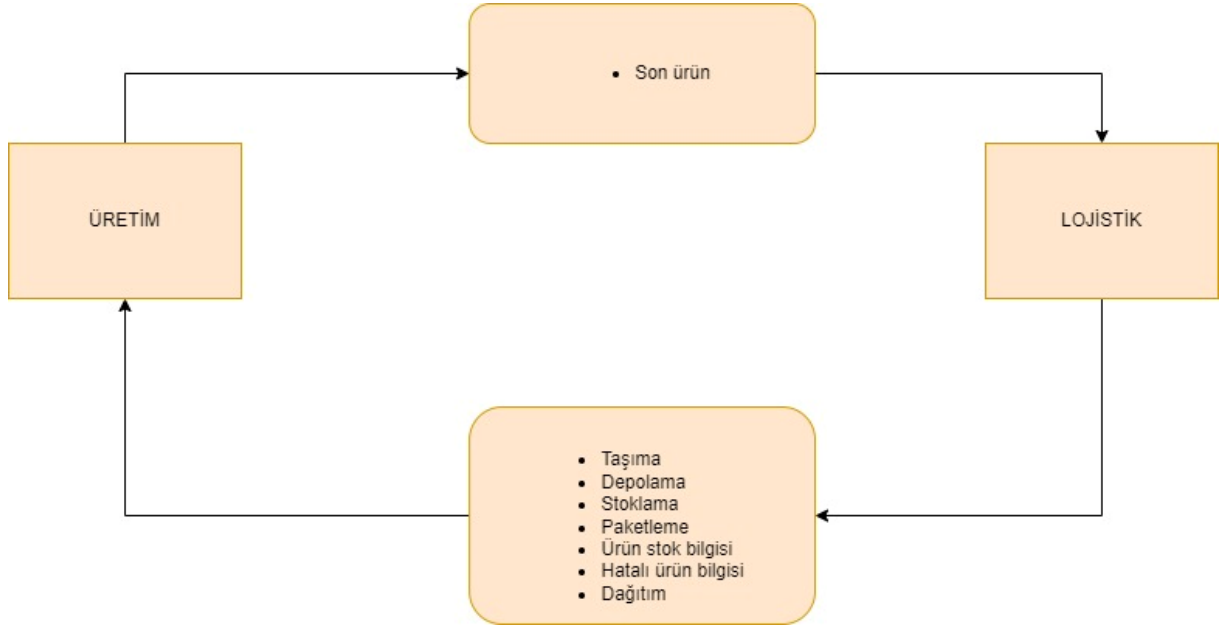 • Son ürün
ÜRETİM
LOJİSTİK
• Taşıma
• Depolama
• Stoklama
• Paketleme
• Ürün stok bilgisi
• Hatalı ürün bilgisi
• Dağıtım